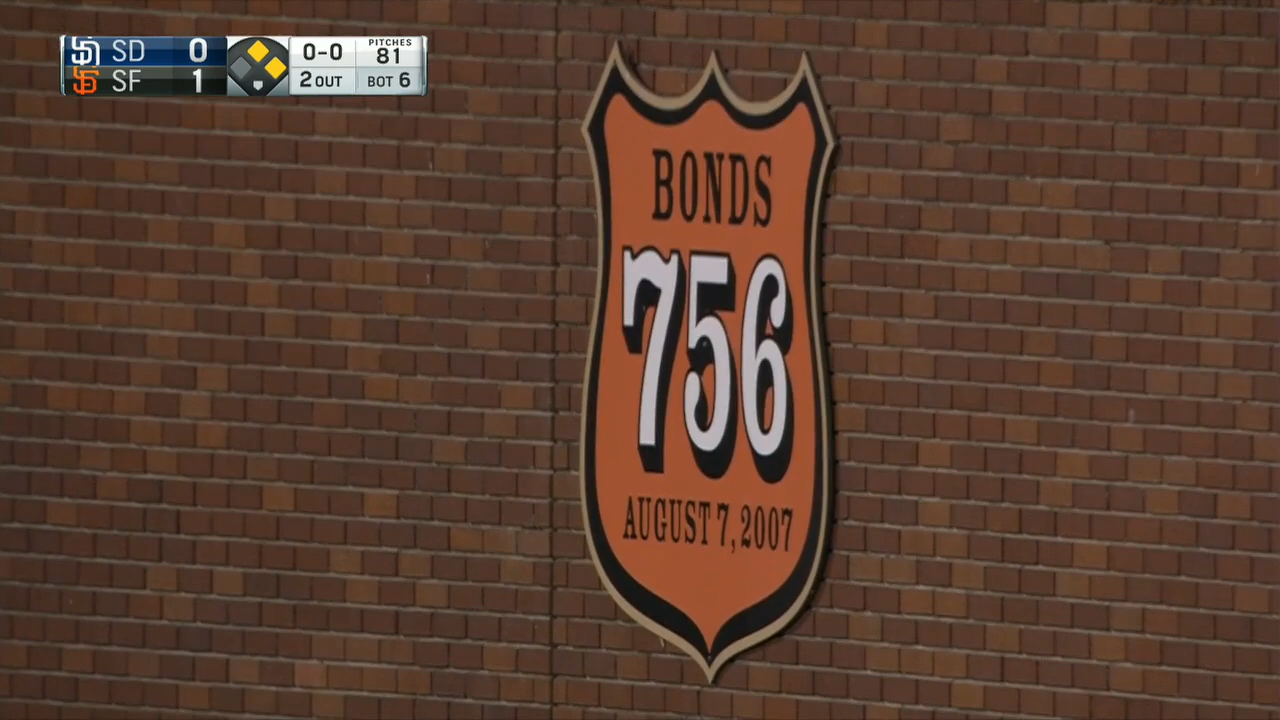 SD 0
SF 1
0-0
PITCHES
81
2 OUT
BOT 6
BONDS
756
AUGUST 7, 2007